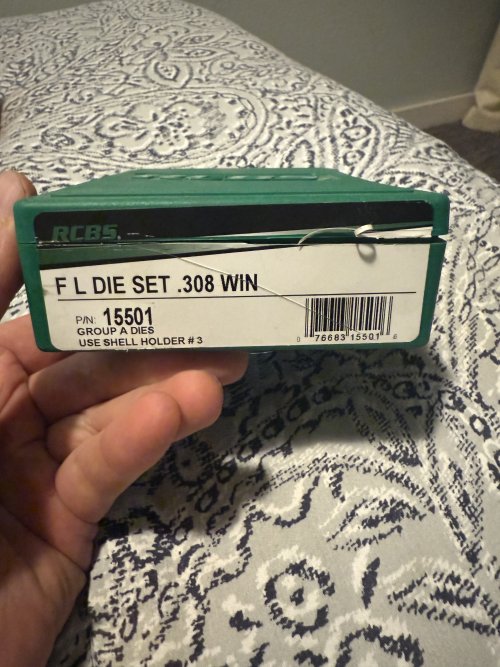 RCBS
F L DIE SET .308 WIN
P/N: 15501
GROUP A DIES
USE SHELL HOLDER # 3
0 76683 15501 6